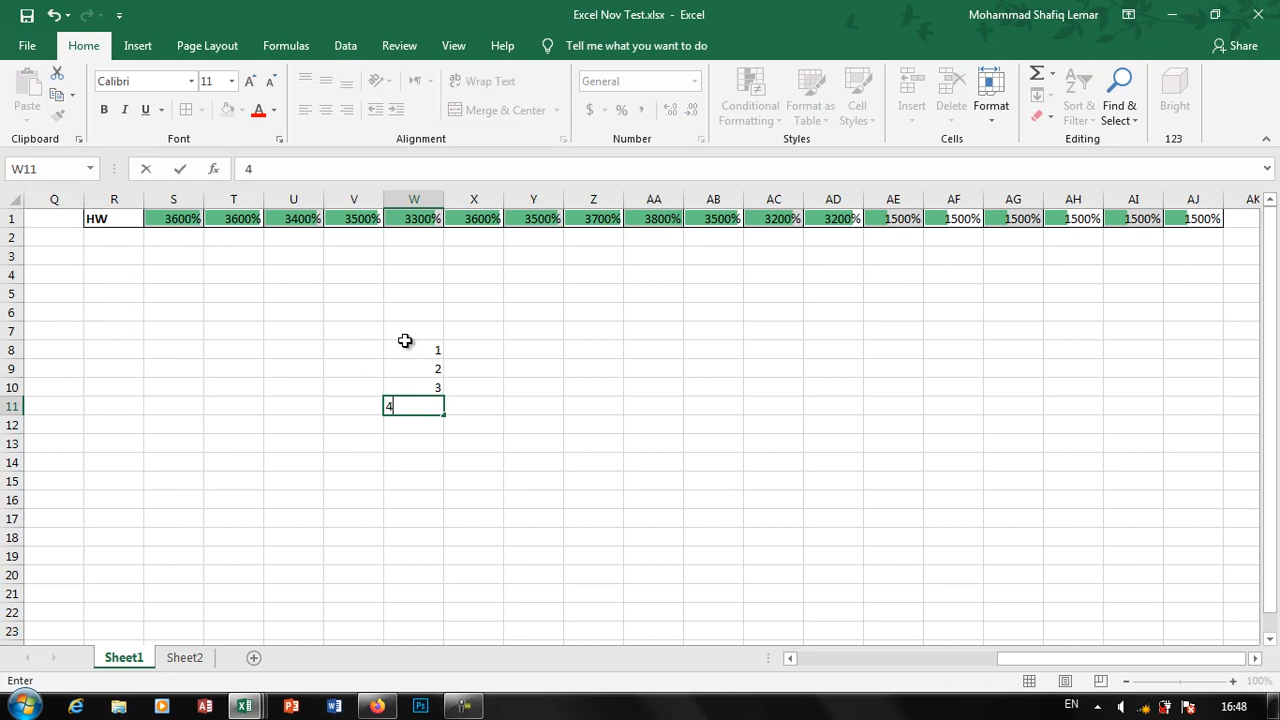 Excel Nov Test.xlsx - Excel
Mohammad Shafiq Lemar
File Home Insert Page Layout Formulas Data Review View Help Tell me what you want to do Share
Calibri 11 Wrap Text General
Paste B I U Merge & Center $ % , Conditional Formatting Format as Table Cell Styles Insert Delete Format Sort & Filter Find & Select Bright
Clipboard Font Alignment Number Styles Cells Editing 123
W11 fx 4
Q R S T U V W X Y Z AA AB AC AD AE AF AG AH AI AJ AK
1 HW 3600% 3600% 3400% 3500% 3300% 3600% 3500% 3700% 3800% 3500% 3200% 3200% 1500% 1500% 1500% 1500% 1500% 1500%
2
3
4
5
6
7
8 1
9 2
10 3
11 4
12
13
14
15
16
17
18
19
20
21
22
23
Sheet1 Sheet2
Enter 100%
EN 16:48